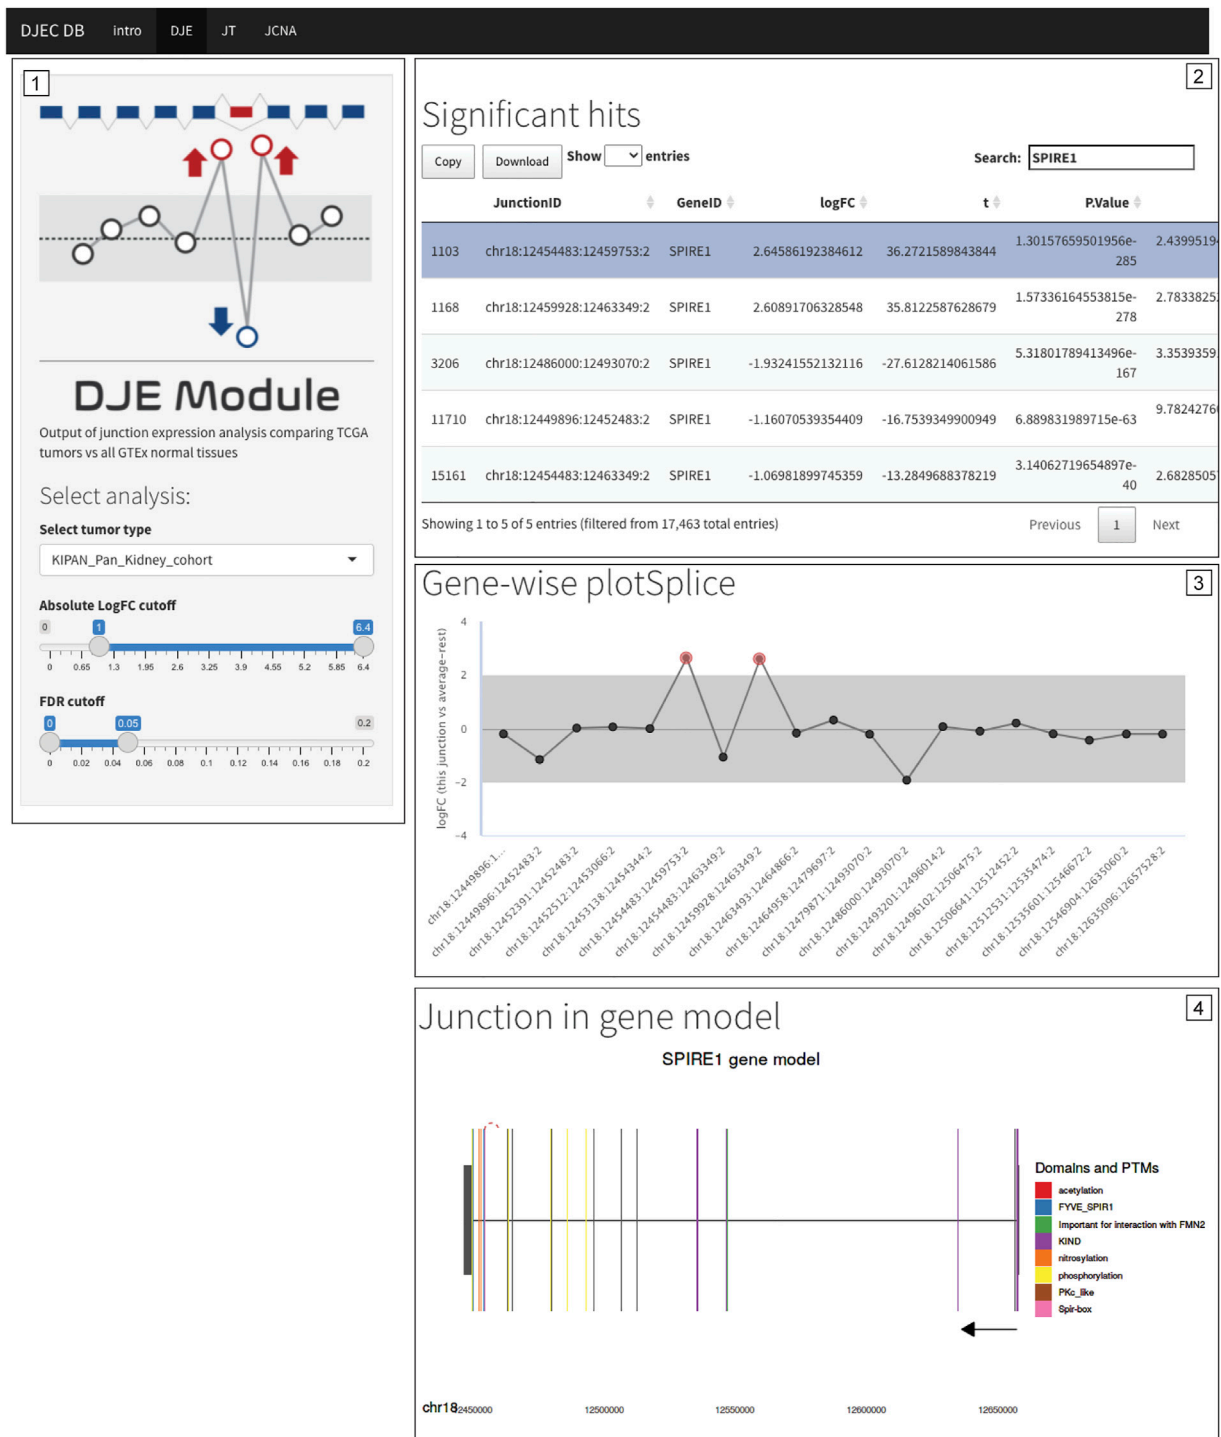 DJEC DB intro DJE JT JCNA
1
DJE Module
Output of junction expression analysis comparing TCGA
tumors vs all GTEx normal tissues
Select analysis:
Select tumor type
KIPAN_Pan_Kidney_cohort
Absolute LogFC cutoff
0 1 6.4
0 0.65 1.3 1.95 2.6 3.25 3.9 4.55 5.2 5.85 6.4
FDR cutoff
0 0.05 0.2
0 0.02 0.04 0.06 0.08 0.1 0.12 0.14 0.16 0.18 0.2
2
Significant hits
Copy Download Show entries Search: SPIRE1
JunctionID GeneID logFC t P.Value
1103 chr18:12454483:12459753:2 SPIRE1 2.64586192384612 36.2721589843844 1.30157659501956e-285 2.4399519
1168 chr18:12459928:12463349:2 SPIRE1 2.60891706328548 35.8122587628679 1.57336164553815e-278 2.7833825
3206 chr18:12486000:12493070:2 SPIRE1 -1.93241552132116 -27.6128214061586 5.31801789413496e-167 3.3539359
11710 chr18:12449896:12452483:2 SPIRE1 -1.16070539354409 -16.7539349900949 6.889831989715e-63 9.7824276
15161 chr18:12454483:12463349:2 SPIRE1 -1.06981899745359 -13.2849688378219 3.14062719654897e-40 2.6828505
Showing 1 to 5 of 5 entries (filtered from 17,463 total entries) Previous 1 Next
3
Gene-wise plotSplice
logFC (this junction vs average-rest)
4
2
0
-2
-4
chr18:12449896:1...
chr18:12449896:12452483:2
chr18:12452391:12452483:2
chr18:12452512:12453066:2
chr18:12453138:12454344:2
chr18:12454483:12459753:2
chr18:12454483:12463349:2
chr18:12459928:12463349:2
chr18:12463493:12464866:2
chr18:12464958:12479697:2
chr18:12479871:12493070:2
chr18:12486000:12493070:2
chr18:12493201:12496014:2
chr18:12496102:12506475:2
chr18:12506641:12512452:2
chr18:12512531:12535474:2
chr18:12535601:12546672:2
chr18:12546904:12635060:2
chr18:12635096:12657528:2
4
Junction in gene model
SPIRE1 gene model
Domains and PTMs
acetylation
FYVE_SPIR1
Important for interaction with FMN2
KIND
nitrosylation
phosphorylation
PKc_like
Spir-box
chr18 12450000 12500000 12550000 12600000 12650000